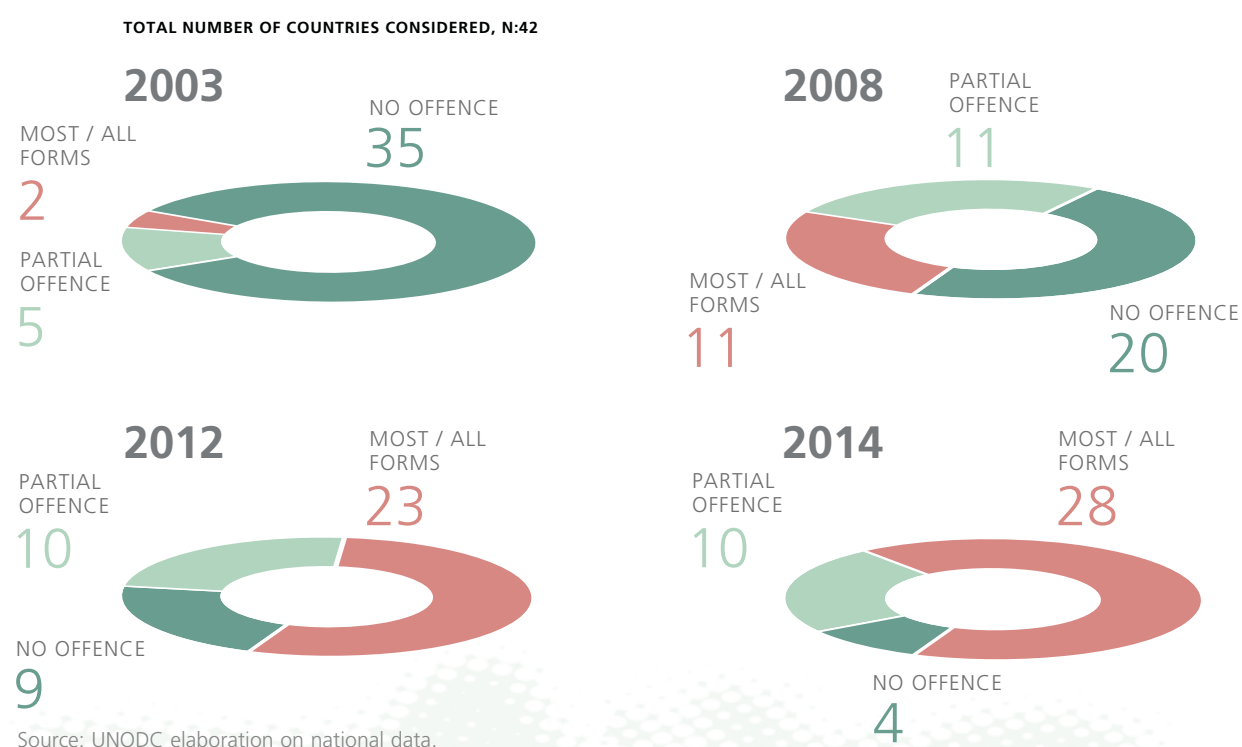 TOTAL NUMBER OF COUNTRIES CONSIDERED, N:42
2003
NO OFFENCE
35
MOST / ALL
FORMS
2
PARTIAL
OFFENCE
5
2008
PARTIAL
OFFENCE
11
MOST / ALL
FORMS
11
NO OFFENCE
20
2012
MOST / ALL
FORMS
23
PARTIAL
OFFENCE
10
NO OFFENCE
9
2014
MOST / ALL
FORMS
28
PARTIAL
OFFENCE
10
NO OFFENCE
4
Source: UNODC elaboration on national data.